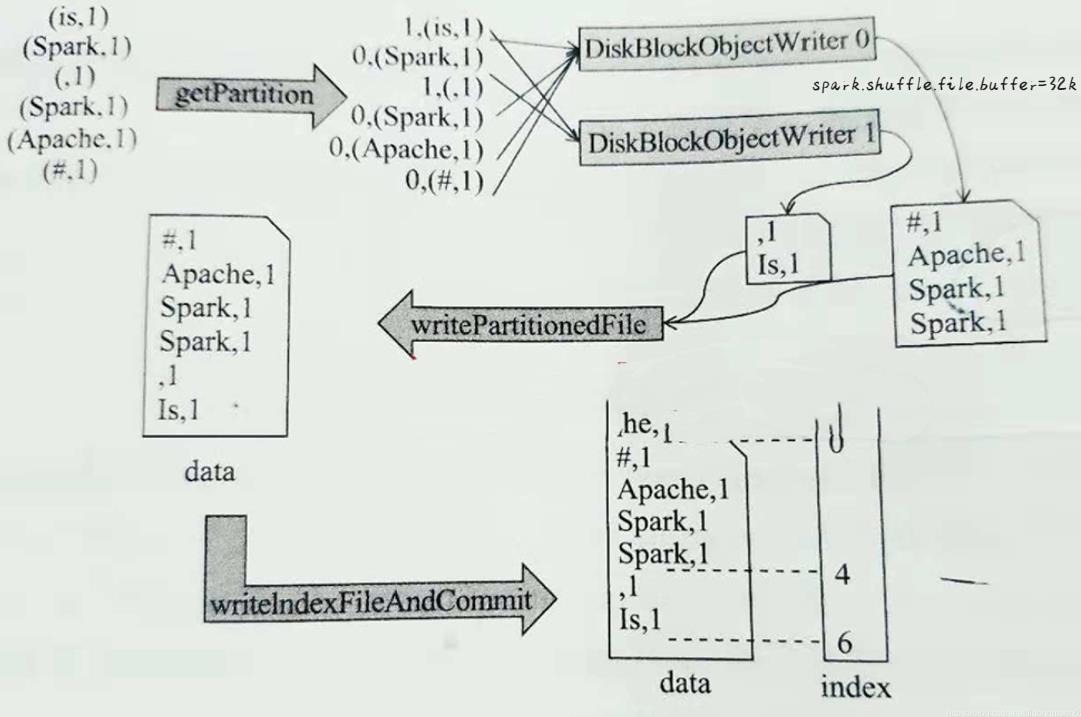 (is,1)
(Spark,1)
(,1)
(Spark,1)
(Apache,1)
(#,1)
getPartition
1,(is,1)
0,(Spark,1)
1,(,1)
0,(Spark,1)
0,(Apache,1)
0,(#,1)
DiskBlockObjectWriter 0
spark.shuffle.file.buffer=32k
DiskBlockObjectWriter 1
,1
Is,1
#,1
Apache,1
Spark,1
Spark,1
writePartitionedFile
#,1
Apache,1
Spark,1
Spark,1
,1
Is,1
data
writeIndexFileAndCommit
he,1
#,1
Apache,1
Spark,1
Spark,1
,1
Is,1
data
0
4
6
index